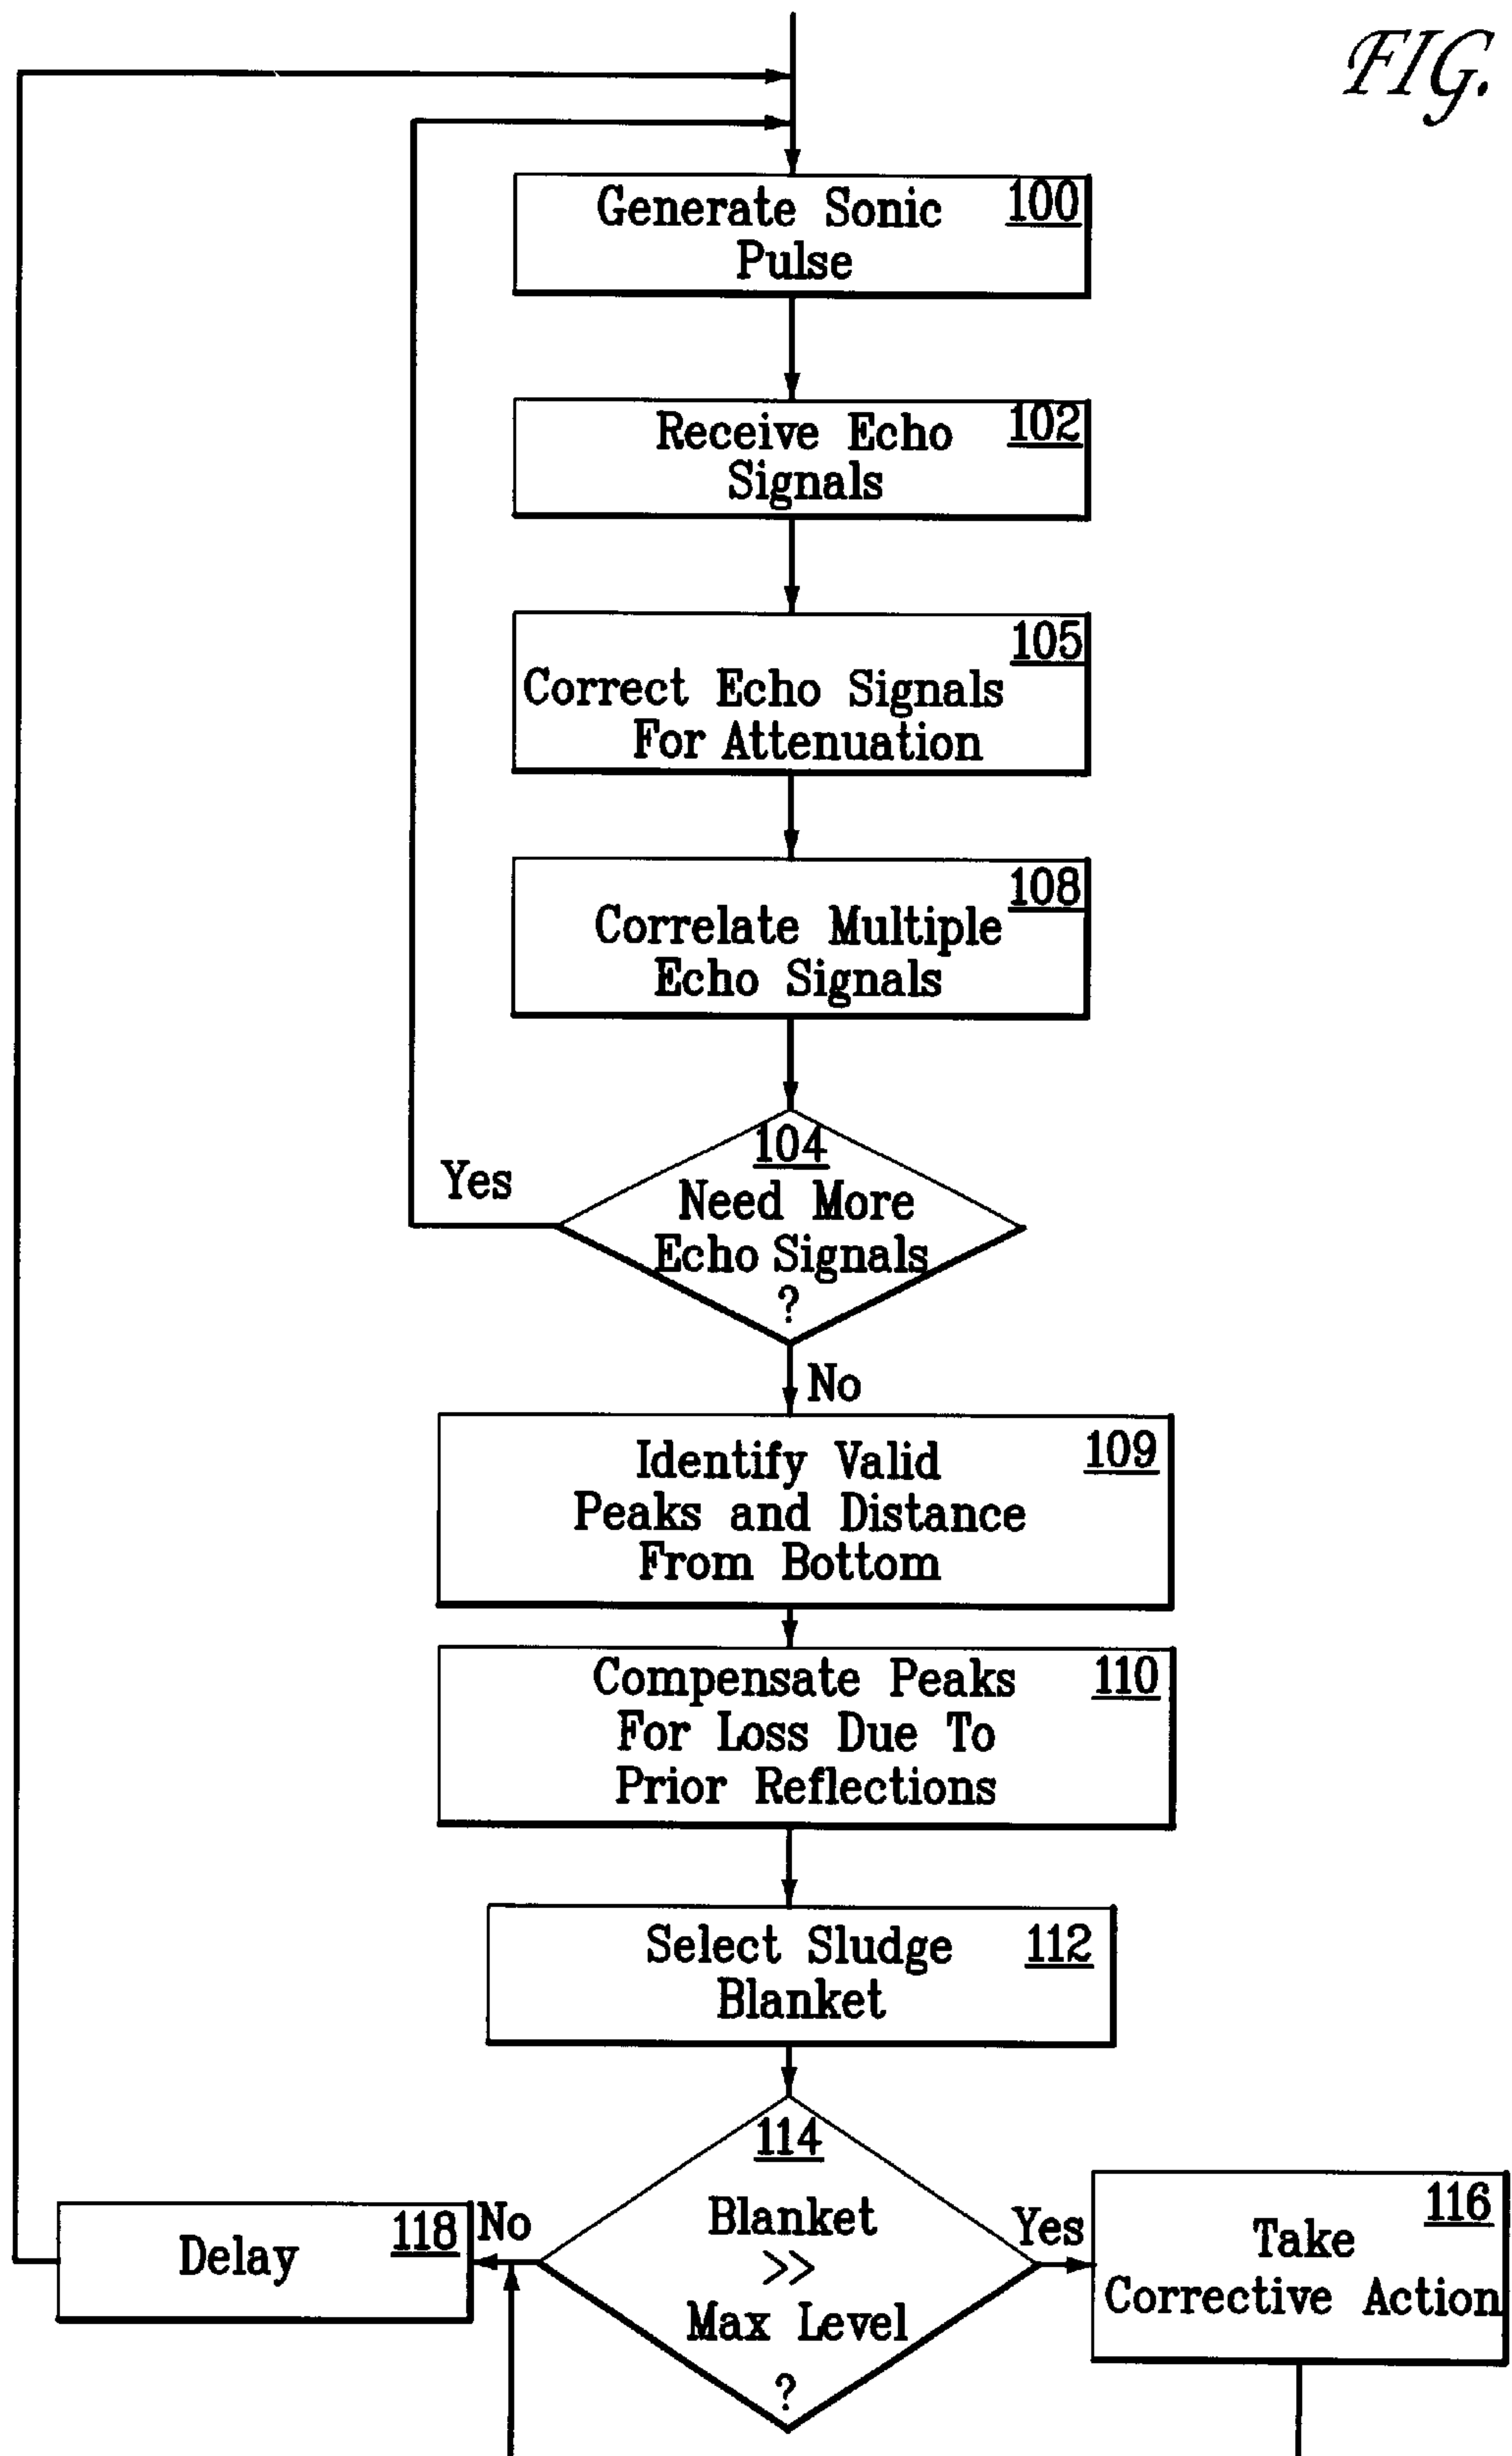 FIG.
Generate Sonic 100
Pulse
Receive Echo 102
Signals
105
Correct Echo Signals
For Attenuation
108
Correlate Multiple
Echo Signals
104
Yes
Need More
Echo Signals
?
No
Identify Valid 109
Peaks and Distance
From Bottom
Compensate Peaks 110
For Loss Due To
Prior Reflections
Select Sludge 112
Blanket
114
Blanket
>>
Max Level
?
No
118
Delay
Yes
116
Take
Corrective Action